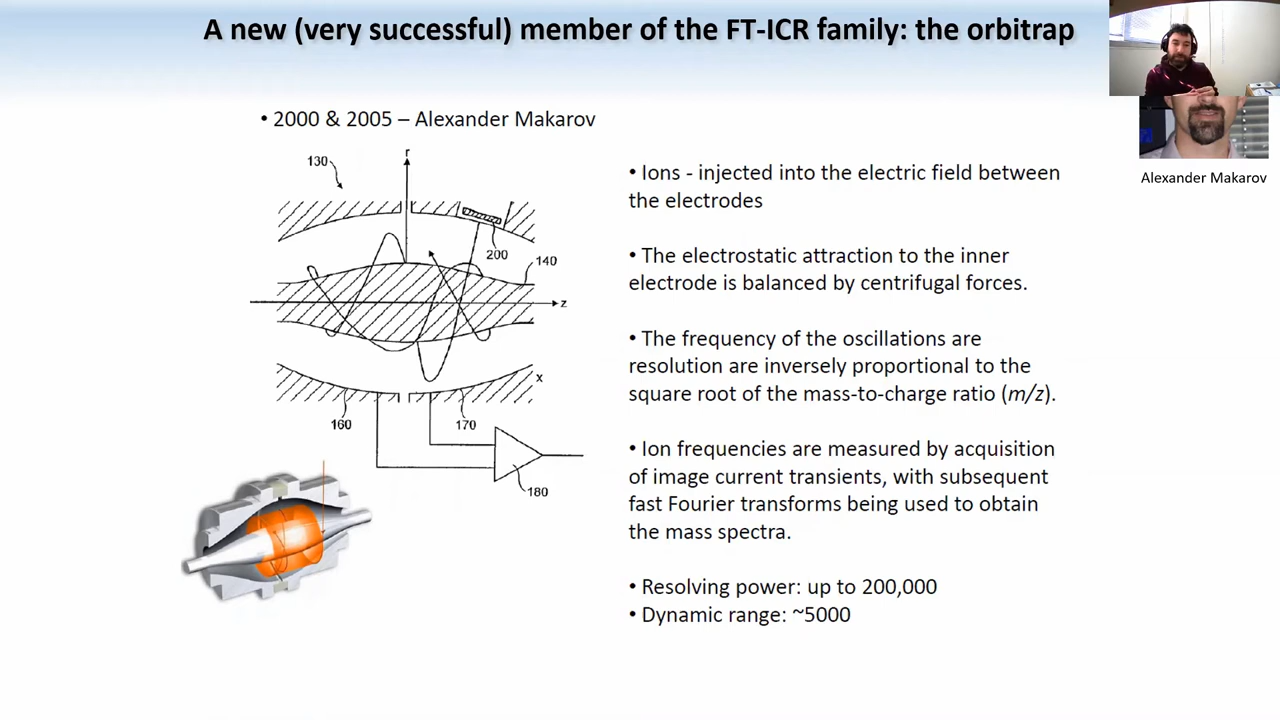 A new (very successful) member of the FT-ICR family: the orbitrap
• 2000 & 2005 – Alexander Makarov
130
r
200
140
z
x
160
170
180
• Ions - injected into the electric field between
the electrodes
• The electrostatic attraction to the inner
electrode is balanced by centrifugal forces.
• The frequency of the oscillations are
resolution are inversely proportional to the
square root of the mass-to-charge ratio (m/z).
• Ion frequencies are measured by acquisition
of image current transients, with subsequent
fast Fourier transforms being used to obtain
the mass spectra.
• Resolving power: up to 200,000
• Dynamic range: ~5000
Alexander Makarov